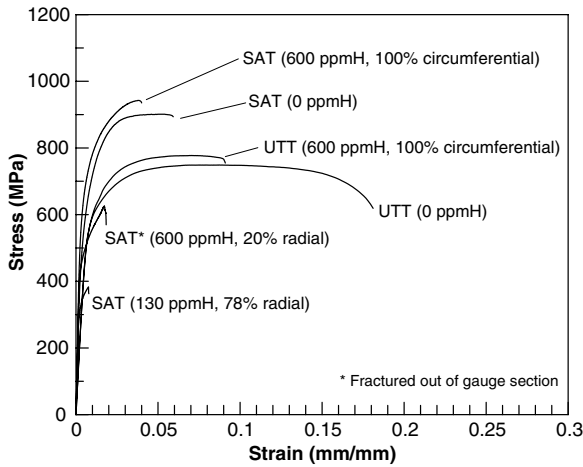 1200
1000
800
600
400
200
0
Stress (MPa)
SAT (600 ppmH, 100% circumferential)
SAT (0 ppmH)
UTT (600 ppmH, 100% circumferential)
UTT (0 ppmH)
SAT* (600 ppmH, 20% radial)
SAT (130 ppmH, 78% radial)
* Fractured out of gauge section
0 0.05 0.1 0.15 0.2 0.25 0.3
Strain (mm/mm)